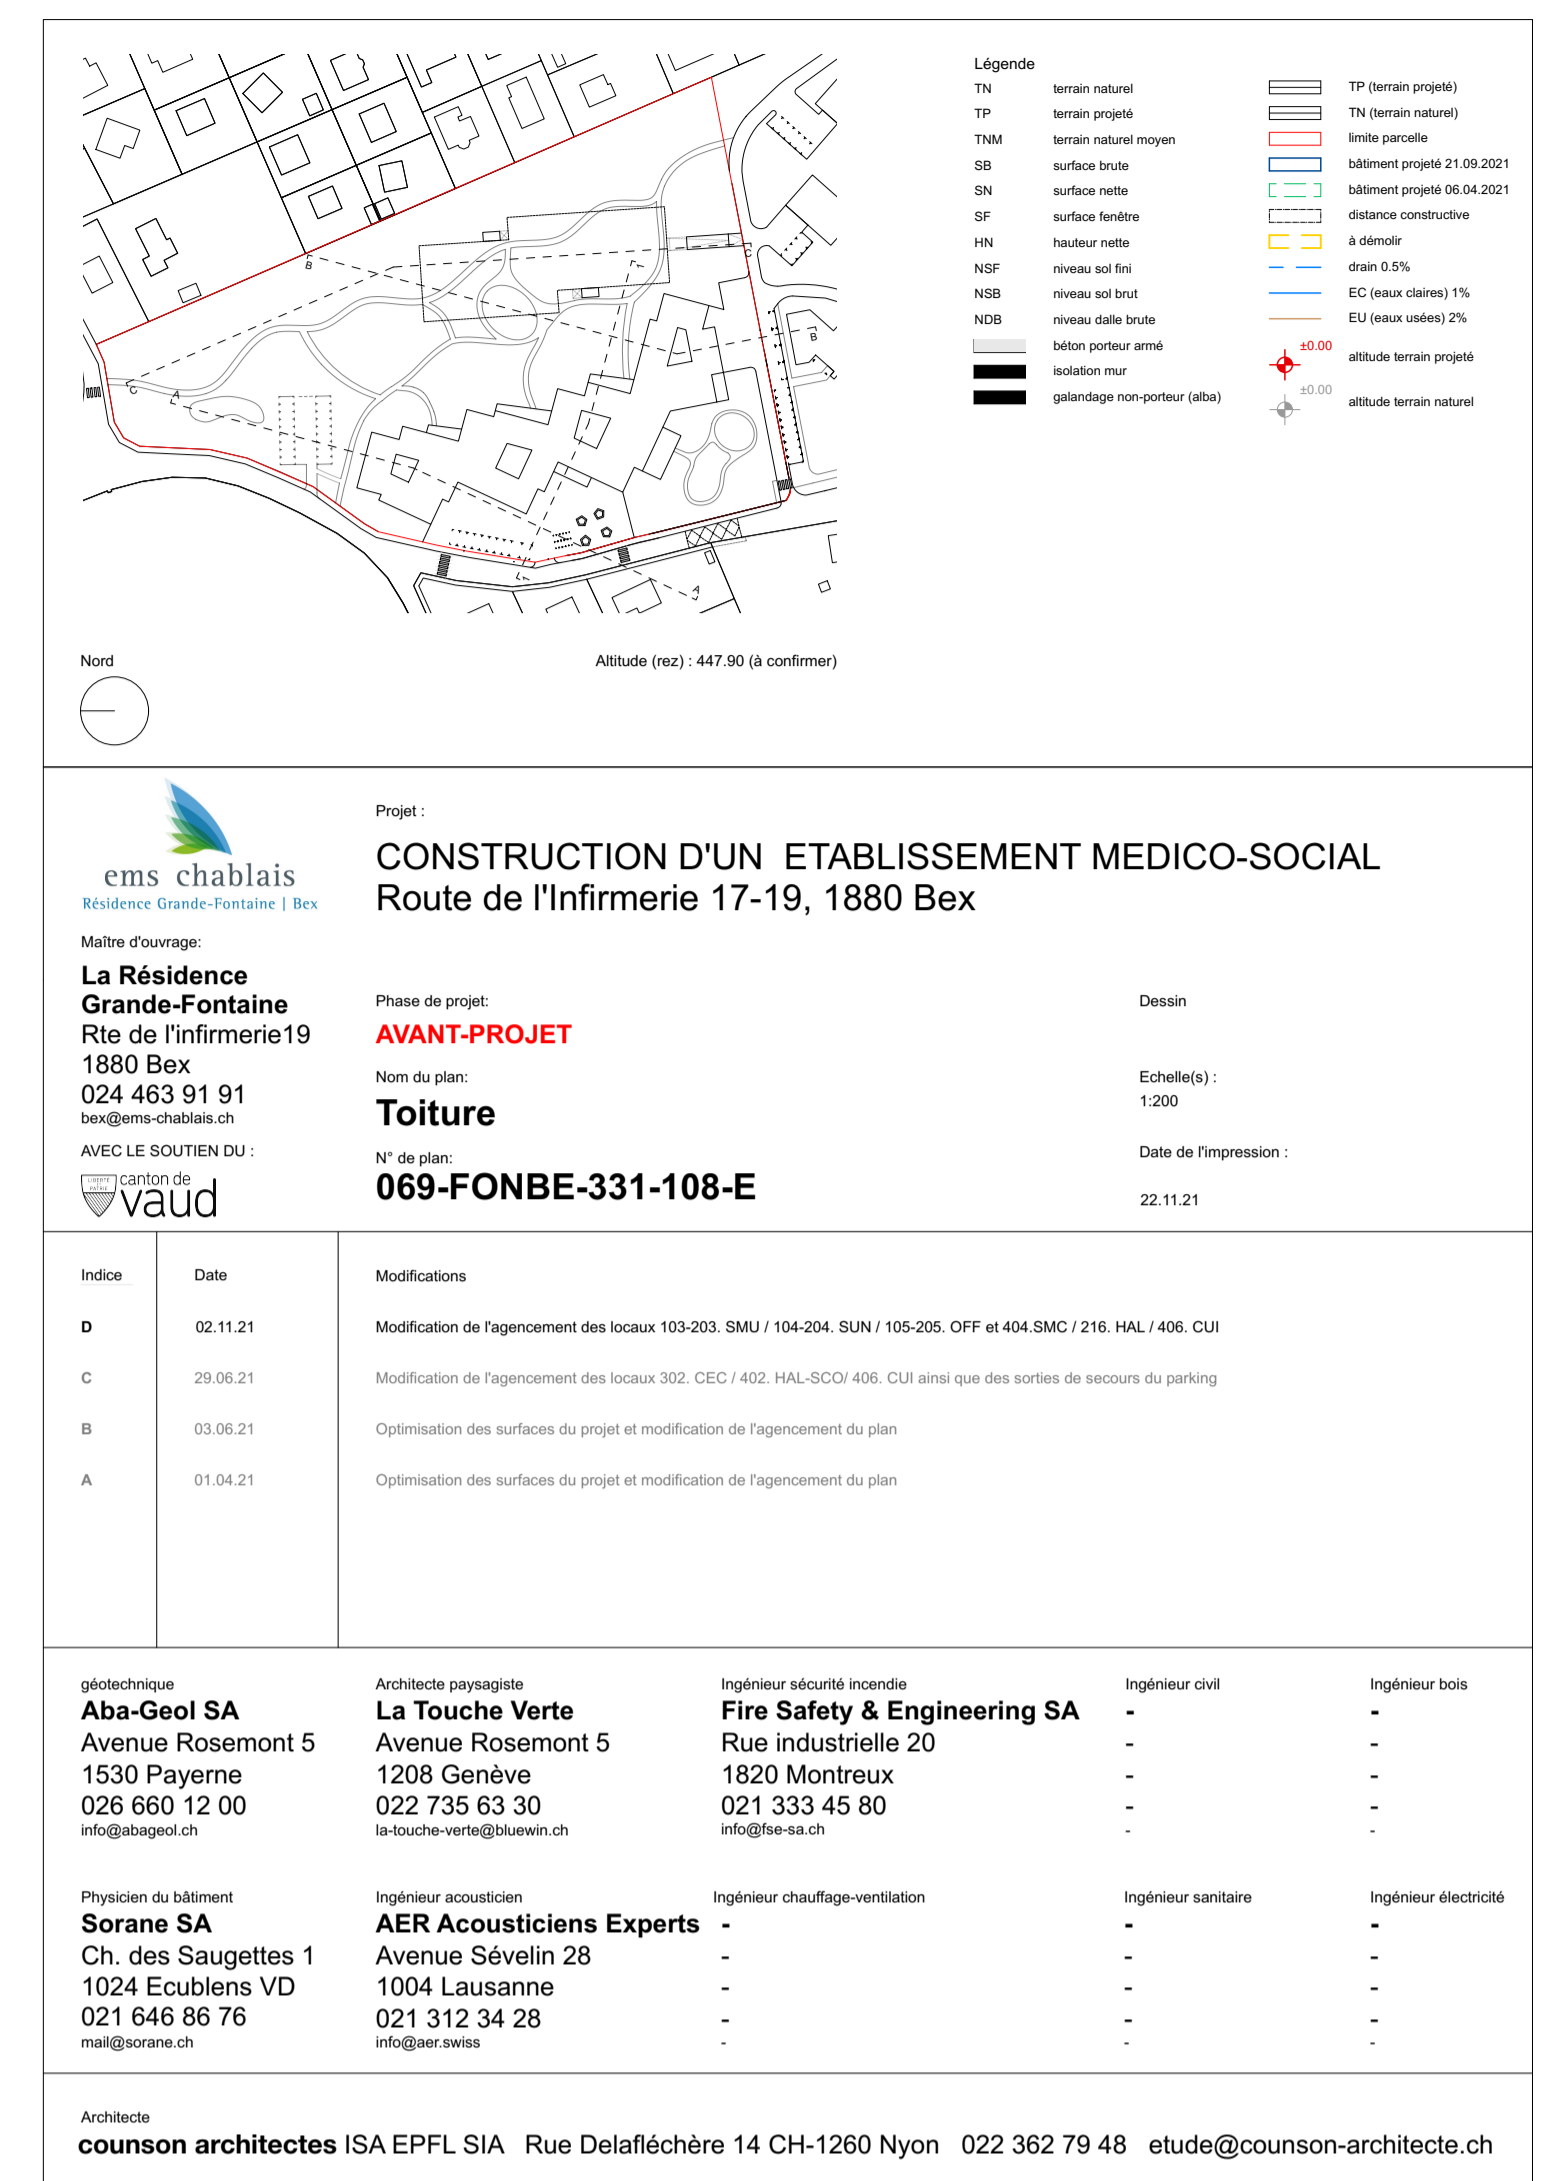 B
C
C
A
B
A
Nord
Altitude (rez) : 447.90 (à confirmer)
Légende
TN terrain naturel
TP terrain projeté
TNM terrain naturel moyen
SB surface brute
SN surface nette
SF surface fenêtre
HN hauteur nette
NSF niveau sol fini
NSB niveau sol brut
NDB niveau dalle brute
béton porteur armé
isolation mur
galandage non-porteur (alba)
TP (terrain projeté)
TN (terrain naturel)
limite parcelle
bâtiment projeté 21.09.2021
bâtiment projeté 06.04.2021
distance constructive
à démolir
drain 0.5%
EC (eaux claires) 1%
EU (eaux usées) 2%
±0.00 altitude terrain projeté
±0.00 altitude terrain naturel
ems chablais
Résidence Grande-Fontaine | Bex
Maître d'ouvrage:
La Résidence
Grande-Fontaine
Rte de l'infirmerie19
1880 Bex
024 463 91 91
bex@ems-chablais.ch
AVEC LE SOUTIEN DU :
LIBERTÉ
PATRIE
canton de
vaud
Projet :
CONSTRUCTION D'UN ETABLISSEMENT MEDICO-SOCIAL
Route de l'Infirmerie 17-19, 1880 Bex
Phase de projet:
AVANT-PROJET
Nom du plan:
Toiture
N° de plan:
069-FONBE-331-108-E
Dessin
Echelle(s) :
1:200
Date de l'impression :
22.11.21
Indice Date Modifications
D 02.11.21 Modification de l'agencement des locaux 103-203. SMU / 104-204. SUN / 105-205. OFF et 404.SMC / 216. HAL / 406. CUI
C 29.06.21 Modification de l'agencement des locaux 302. CEC / 402. HAL-SCO/ 406. CUI ainsi que des sorties de secours du parking
B 03.06.21 Optimisation des surfaces du projet et modification de l'agencement du plan
A 01.04.21 Optimisation des surfaces du projet et modification de l'agencement du plan
géotechnique
Aba-Geol SA
Avenue Rosemont 5
1530 Payerne
026 660 12 00
info@abageol.ch
Architecte paysagiste
La Touche Verte
Avenue Rosemont 5
1208 Genève
022 735 63 30
la-touche-verte@bluewin.ch
Ingénieur sécurité incendie
Fire Safety & Engineering SA
Rue industrielle 20
1820 Montreux
021 333 45 80
info@fse-sa.ch
Ingénieur civil
-
-
-
-
-
Ingénieur bois
-
-
-
-
-
Physicien du bâtiment
Sorane SA
Ch. des Saugettes 1
1024 Ecublens VD
021 646 86 76
mail@sorane.ch
Ingénieur acousticien
AER Acousticiens Experts
Avenue Sévelin 28
1004 Lausanne
021 312 34 28
info@aer.swiss
Ingénieur chauffage-ventilation
-
-
-
-
-
Ingénieur sanitaire
-
-
-
-
-
Ingénieur électricité
-
-
-
-
-
Architecte
counson architectes ISA EPFL SIA Rue Delafléchère 14 CH-1260 Nyon 022 362 79 48 etude@counson-architecte.ch